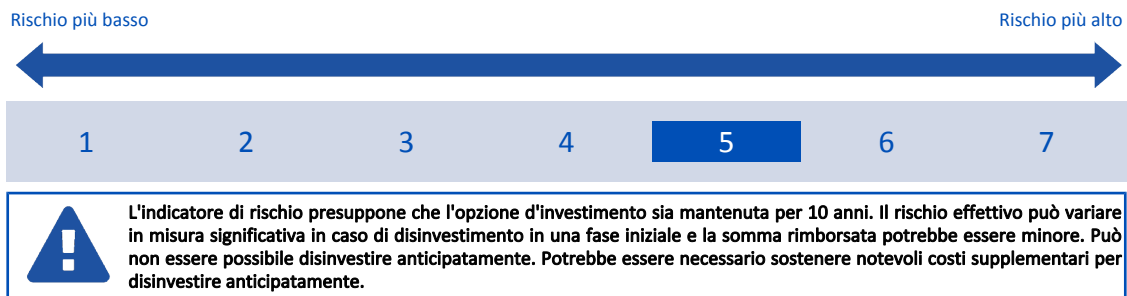 Rischio più basso Rischio più alto
1 2 3 4 5 6 7
L'indicatore di rischio presuppone che l'opzione d'investimento sia mantenuta per 10 anni. Il rischio effettivo può variare
in misura significativa in caso di disinvestimento in una fase iniziale e la somma rimborsata potrebbe essere minore. Può
non essere possibile disinvestire anticipatamente. Potrebbe essere necessario sostenere notevoli costi supplementari per
disinvestire anticipatamente.